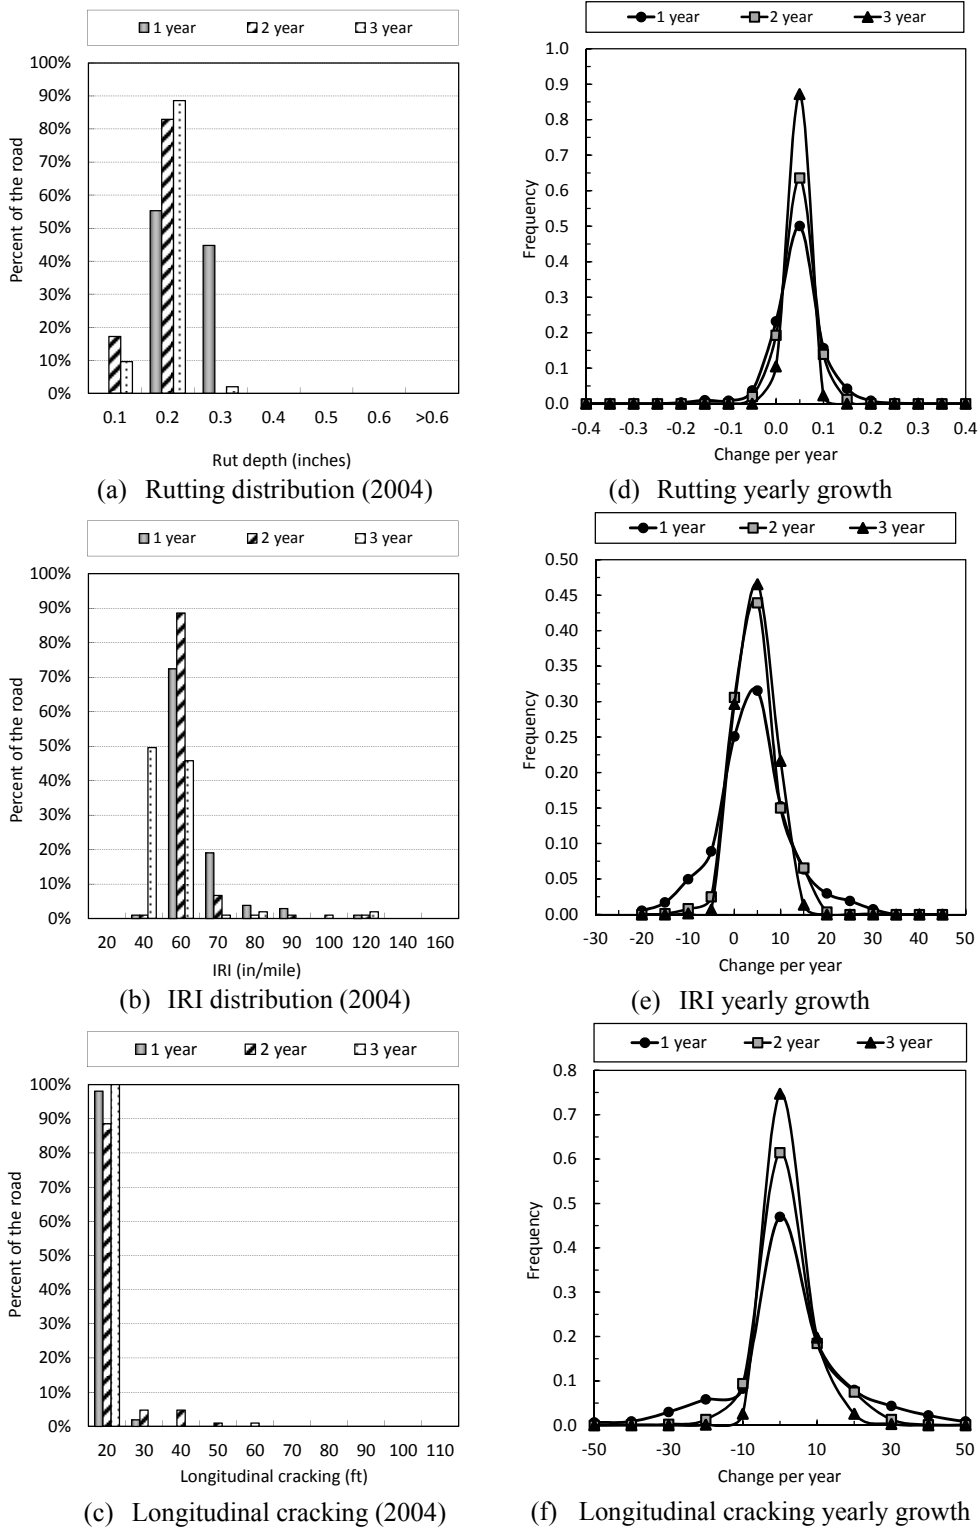 1 year 2 year 3 year
100%
90%
80%
70%
60%
50%
40%
30%
20%
10%
0%
Percent of the road
0.1 0.2 0.3 0.4 0.5 0.6 >0.6
Rut depth (inches)
(a) Rutting distribution (2004)
1 year 2 year 3 year
1.0
0.9
0.8
0.7
0.6
0.5
0.4
0.3
0.2
0.1
0.0
Frequency
-0.4 -0.3 -0.2 -0.1 0.0 0.1 0.2 0.3 0.4
Change per year
(d) Rutting yearly growth
1 year 2 year 3 year
100%
90%
80%
70%
60%
50%
40%
30%
20%
10%
0%
Percent of the road
20 40 60 70 80 90 100 120 140 160
IRI (in/mile)
(b) IRI distribution (2004)
1 year 2 year 3 year
0.50
0.45
0.40
0.35
0.30
0.25
0.20
0.15
0.10
0.05
0.00
Frequency
-30 -20 -10 0 10 20 30 40 50
Change per year
(e) IRI yearly growth
1 year 2 year 3 year
100%
90%
80%
70%
60%
50%
40%
30%
20%
10%
0%
Percent of the road
20 30 40 50 60 70 80 90 100 110
Longitudinal cracking (ft)
(c) Longitudinal cracking (2004)
1 year 2 year 3 year
0.8
0.7
0.6
0.5
0.4
0.3
0.2
0.1
0.0
Frequency
-50 -30 -10 10 30 50
Change per year
(f) Longitudinal cracking yearly growth